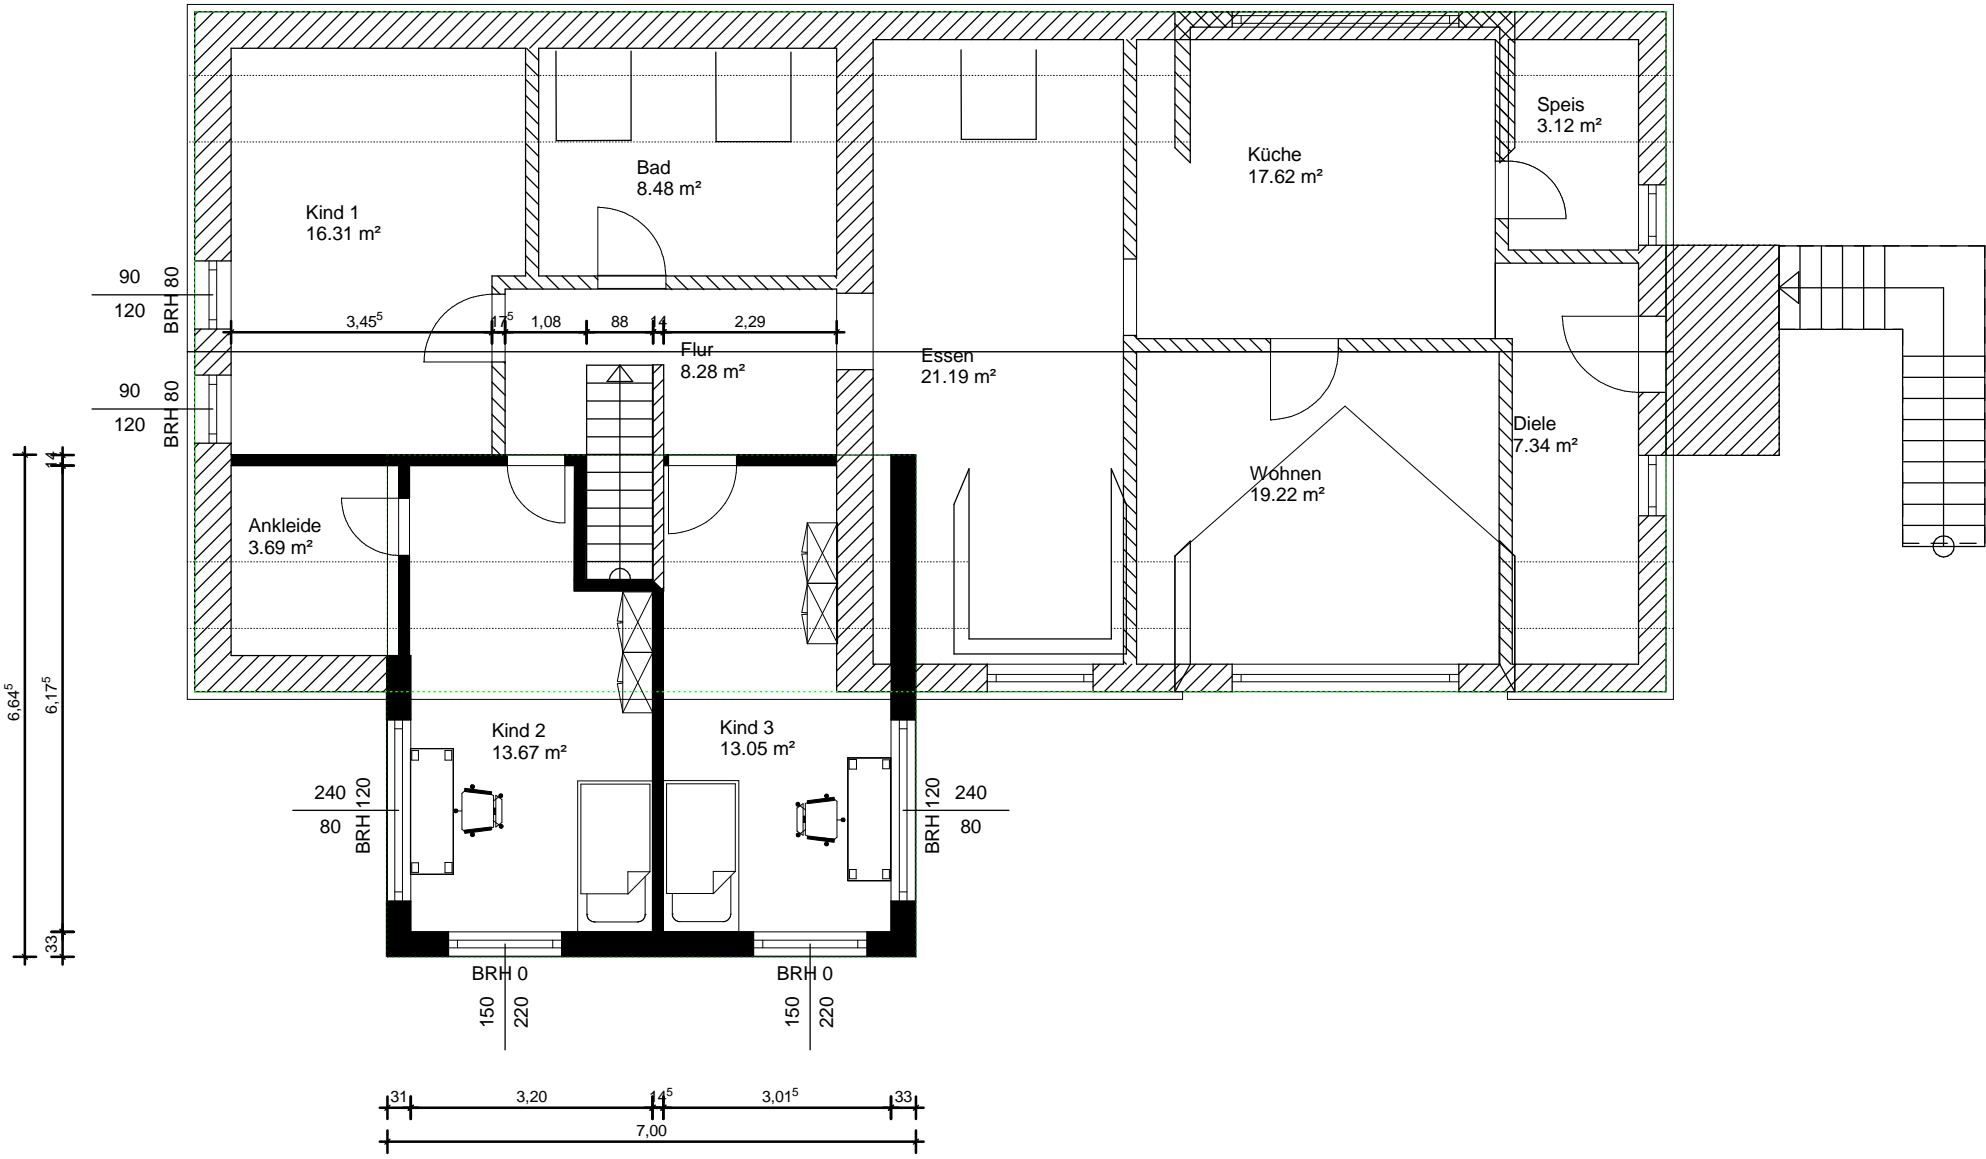 Speis
3.12 m²
Küche
17.62 m²
Bad
8.48 m²
Kind 1
16.31 m²
90
120
BRH 80
3,45⁵
17⁵
1,08
88
14
2,29
Flur
8.28 m²
Essen
21.19 m²
90
120
BRH 80
Diele
7.34 m²
Wohnen
19.22 m²
14
Ankleide
3.69 m²
6,64⁵
6,17⁵
Kind 2
13.67 m²
Kind 3
13.05 m²
240
80
BRH 120
BRH 120
240
80
33
BRH 0
150
220
BRH 0
150
220
31
3,20
14⁵
3,01⁵
33
7,00